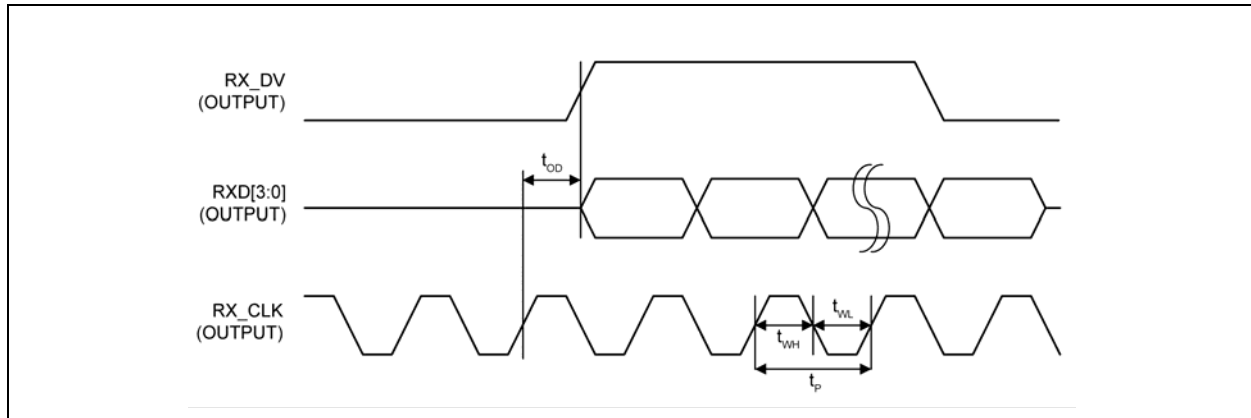 RX_DV
(OUTPUT)
t_OD
RXD[3:0]
(OUTPUT)
RX_CLK
(OUTPUT)
t_WH
t_WL
t_P